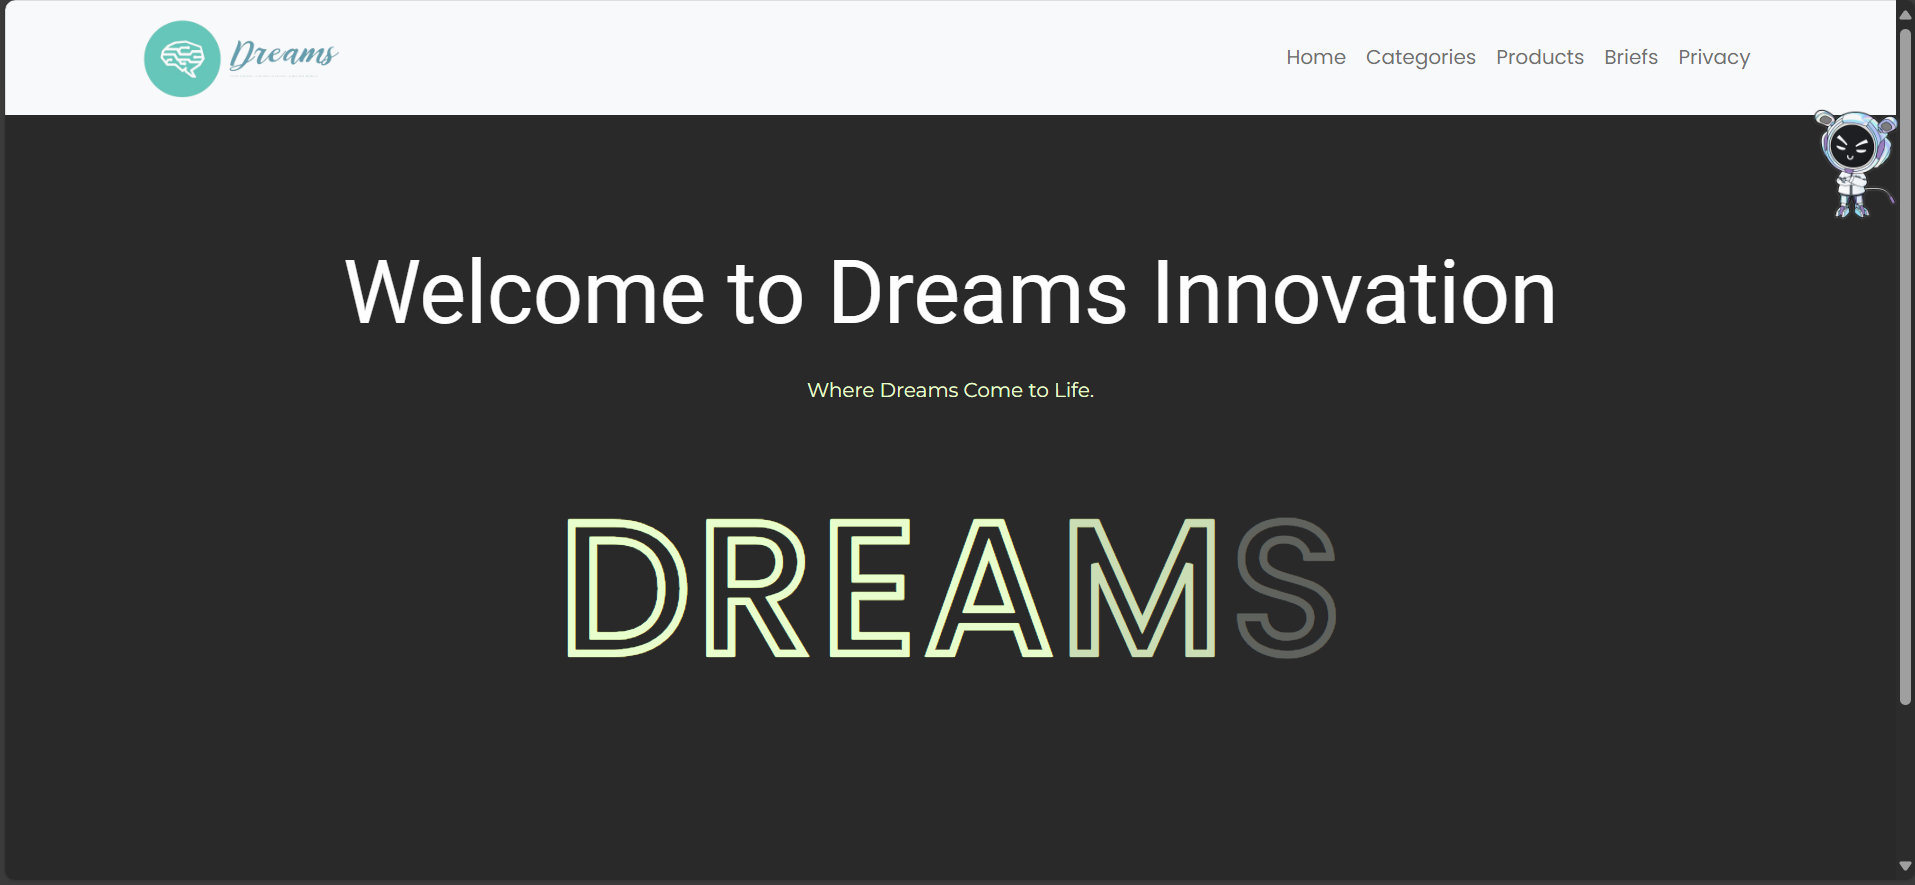 Dreams
Home Categories Products Briefs Privacy
Welcome to Dreams Innovation
Where Dreams Come to Life.
DREAMS